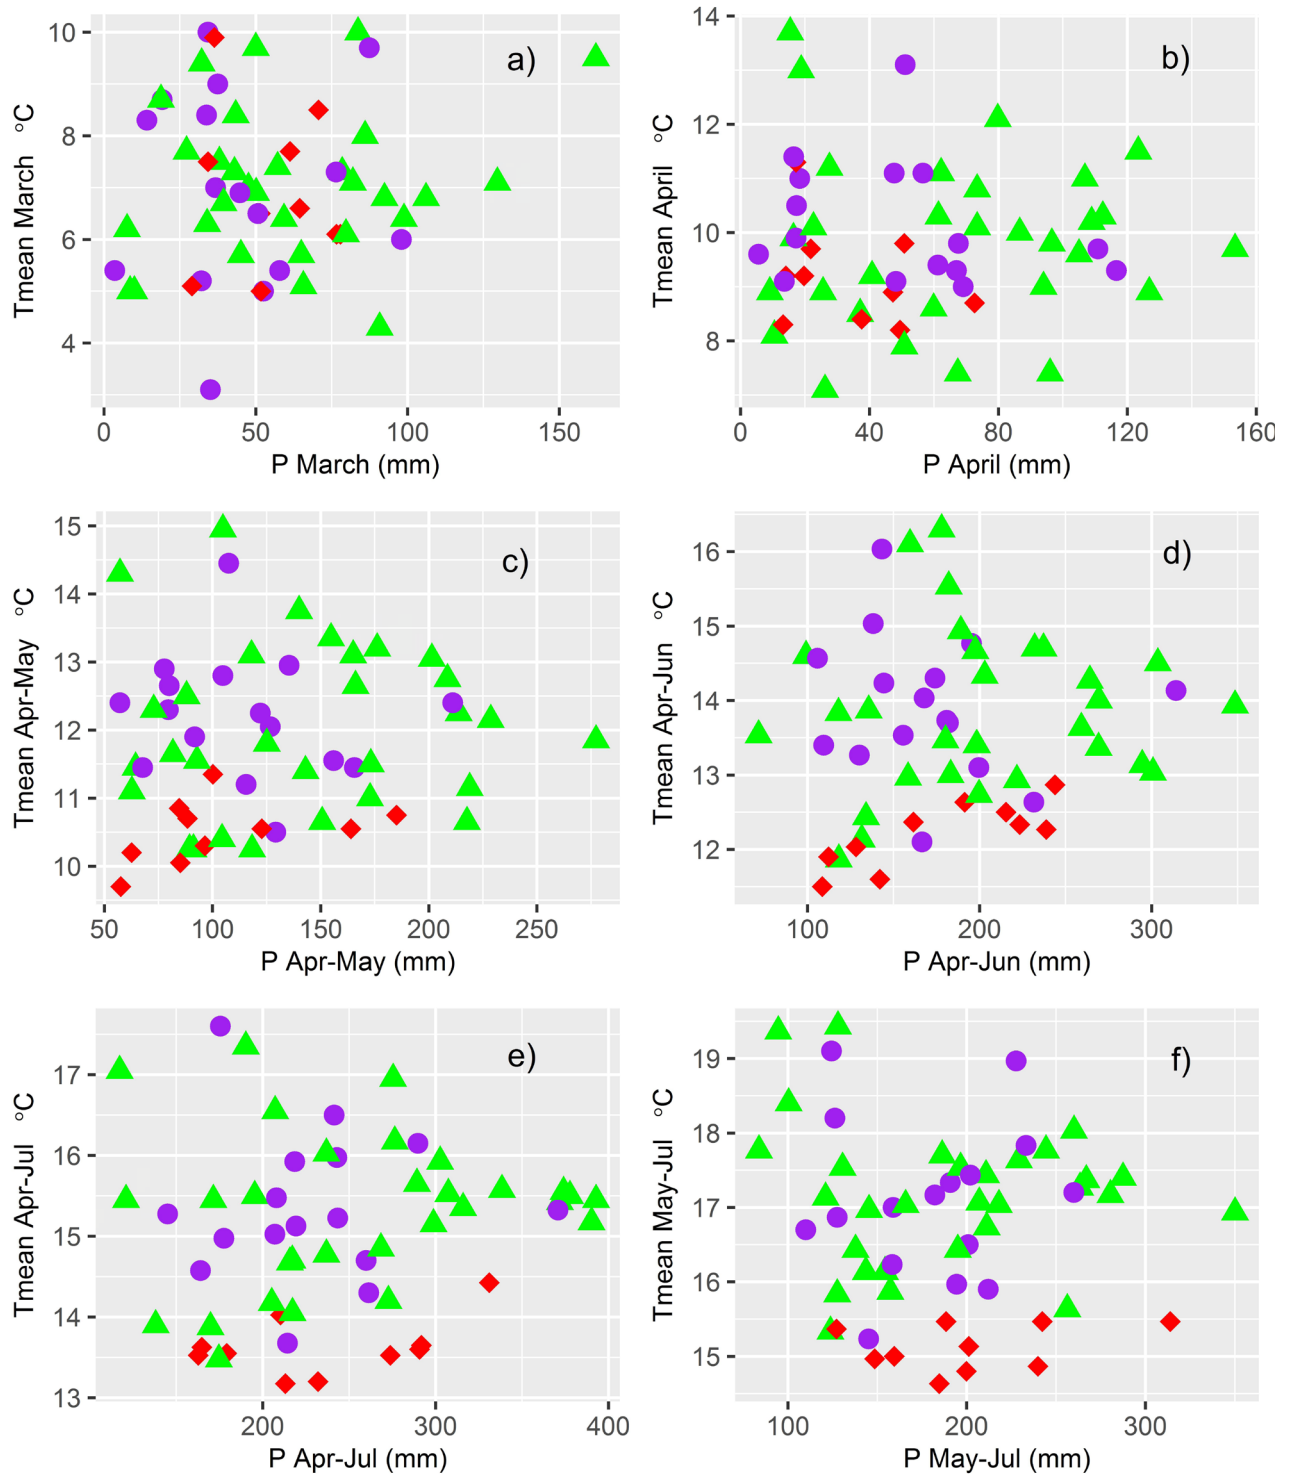 a)
Tmean March °C
10
8
6
4
0 50 100 150
P March (mm)
b)
Tmean April °C
14
12
10
8
0 40 80 120 160
P April (mm)
c)
Tmean Apr-May °C
15
14
13
12
11
10
50 100 150 200 250
P Apr-May (mm)
d)
Tmean Apr-Jun °C
16
15
14
13
12
100 200 300
P Apr-Jun (mm)
e)
Tmean Apr-Jul °C
17
16
15
14
13
200 300 400
P Apr-Jul (mm)
f)
Tmean May-Jul °C
19
18
17
16
15
100 200 300
P May-Jul (mm)